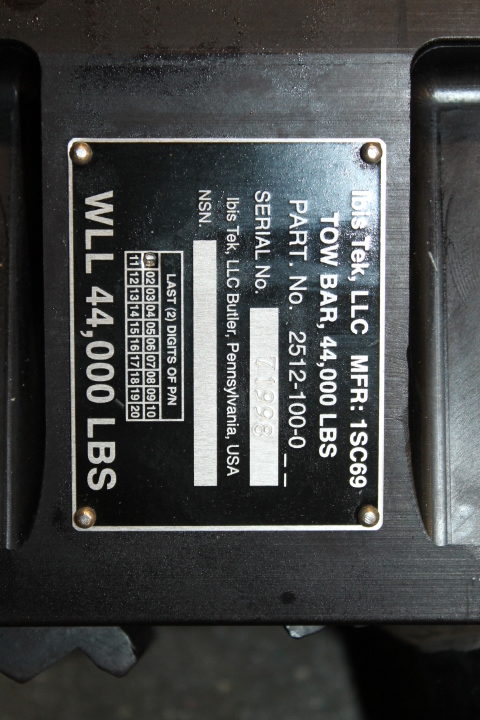 Ibis Tek, LLC MFR: 1SC69
TOW BAR, 44,000 LBS
PART. No. 2512-100-0_ _
SERIAL No. 01998
Ibis Tek, LLC Butler, Pennsylvania, USA
NSN.
LAST (2) DIGITS OF P/N
02 03 04 05 06 07 08 09 10
11 12 13 14 15 16 17 18 19 20
WLL 44,000 LBS